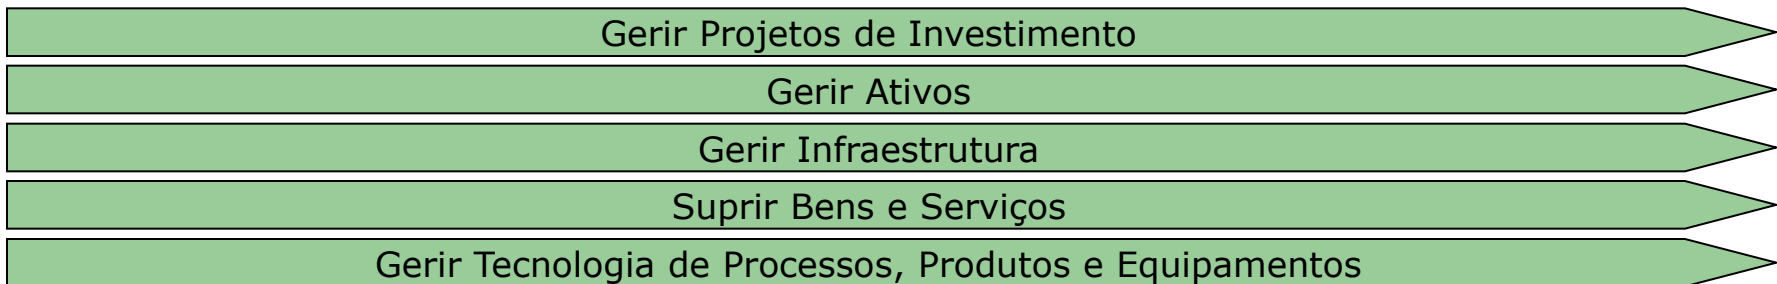 Gerir Projetos de Investimento
Gerir Ativos
Gerir Infraestrutura
Suprir Bens e Serviços
Gerir Tecnologia de Processos, Produtos e Equipamentos